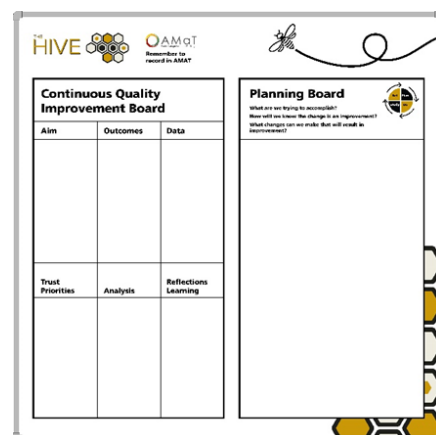 THE
HIVE
AMaT
Remember to
record in AMAT
Continuous Quality
Improvement Board
Aim Outcomes Data
Trust
Priorities
Analysis
Reflections
Learning
Planning Board
What are we trying to accomplish?
How will we know the change is an improvement?
What changes can we make that will result in
improvement?